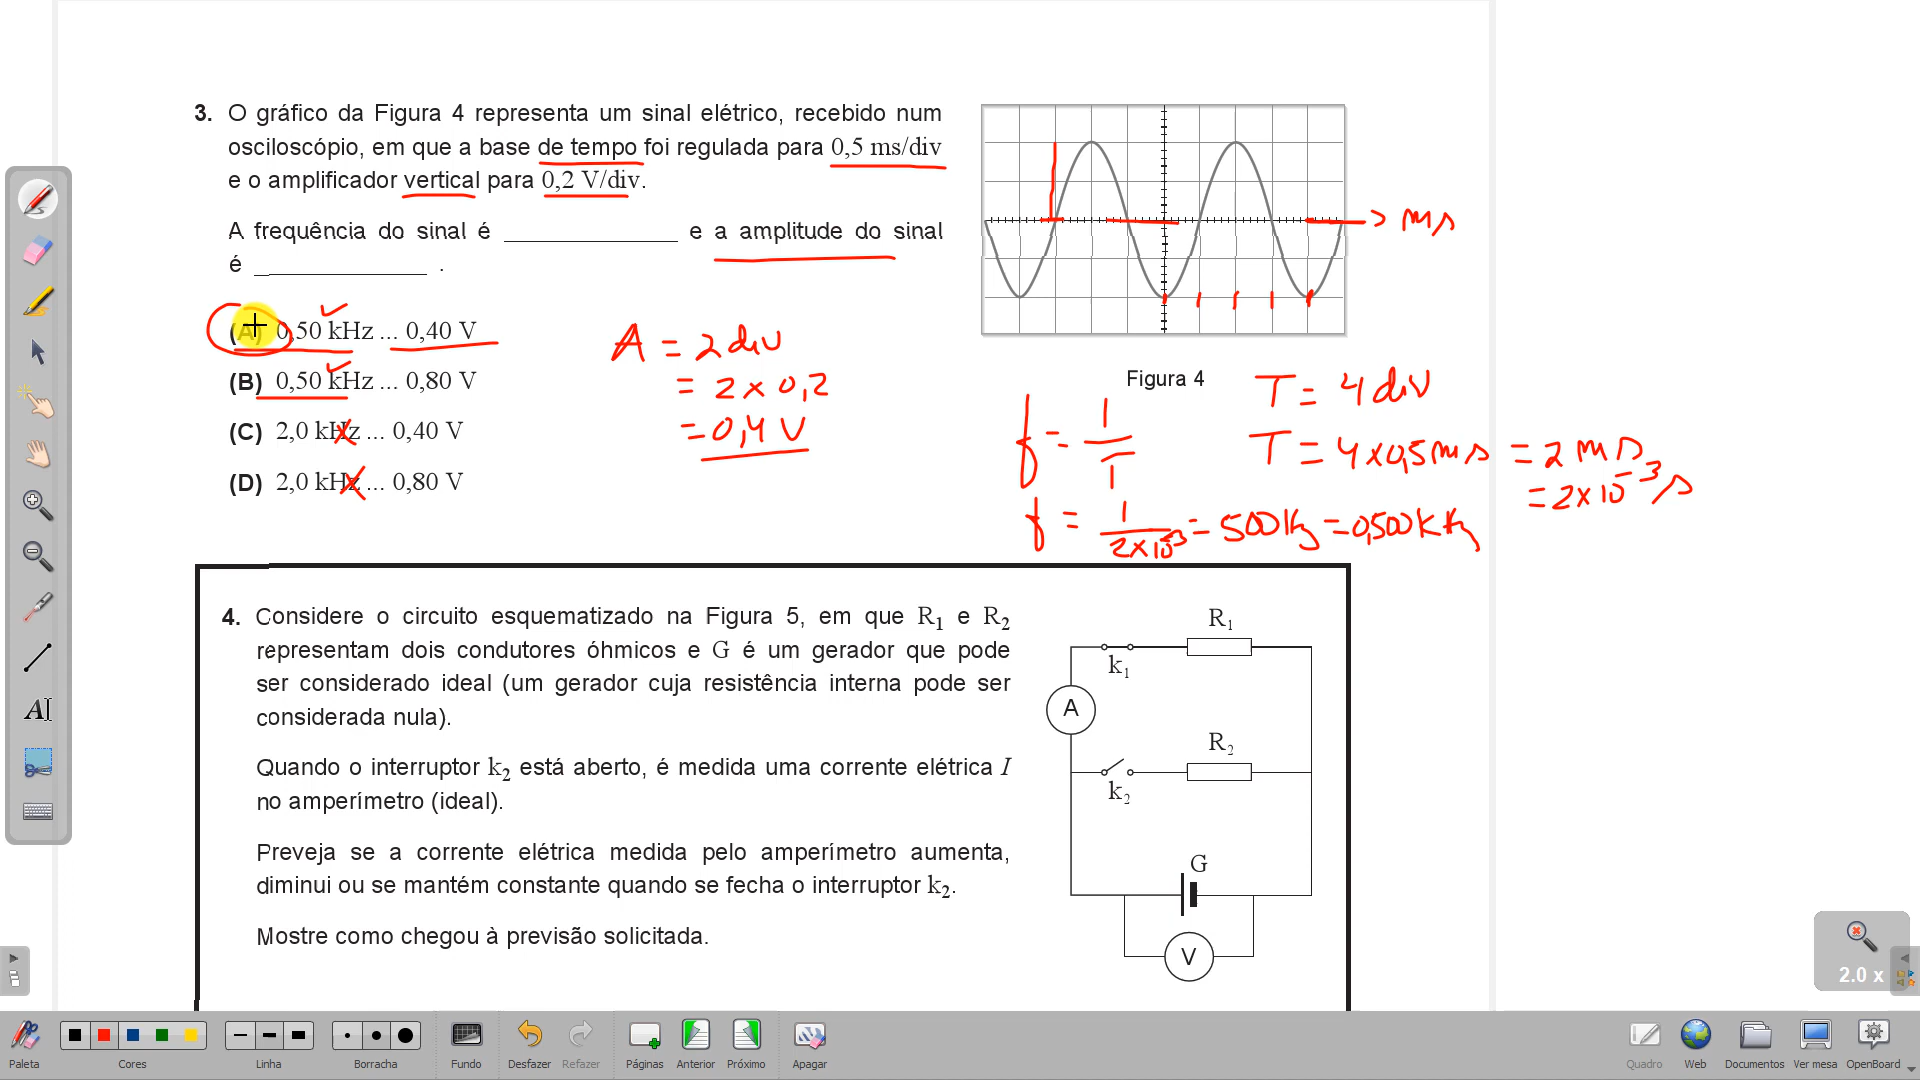 3. O gráfico da Figura 4 representa um sinal elétrico, recebido num
osciloscópio, em que a base de tempo foi regulada para 0,5 ms/div
e o amplificador vertical para 0,2 V/div.
A frequência do sinal é ______________ e a amplitude do sinal
é ______________ .
(A) 0,50 kHz ... 0,40 V
(B) 0,50 kHz ... 0,80 V
(C) 2,0 kHz ... 0,40 V
(D) 2,0 kHz ... 0,80 V
A = 2 div
= 2 x 0,2
= 0,4 V
ms
Figura 4
T = 4 div
T = 4 x 0,5 ms = 2 ms
= 2 x 10⁻³ s
f = 1/T
f = 1/(2 x 10⁻³) = 500 Hz = 0,500 kHz
4. Considere o circuito esquematizado na Figura 5, em que R₁ e R₂
representam dois condutores óhmicos e G é um gerador que pode
ser considerado ideal (um gerador cuja resistência interna pode ser
considerada nula).
Quando o interruptor k₂ está aberto, é medida uma corrente elétrica I
no amperímetro (ideal).
Preveja se a corrente elétrica medida pelo amperímetro aumenta,
diminui ou se mantém constante quando se fecha o interruptor k₂.
Mostre como chegou à previsão solicitada.
R₁
k₁
A
R₂
k₂
G
V
2.0 x
Paleta
Cores
Linha
Borracha
Fundo
Desfazer
Refazer
Páginas
Anterior
Próximo
Apagar
Quadro
Web
Documentos
Ver mesa
OpenBoard